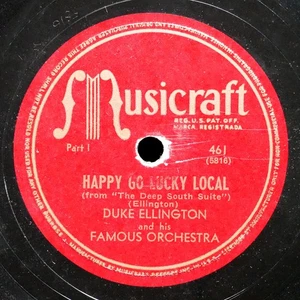 Musicraft
REG. U.S. PAT. OFF.
MARCA REGISTRADA
Part 1
461
(5816)
HAPPY GO LUCKY LOCAL
(from "The Deep South Suite")
(Ellington)
DUKE ELLINGTON
and his
FAMOUS ORCHESTRA